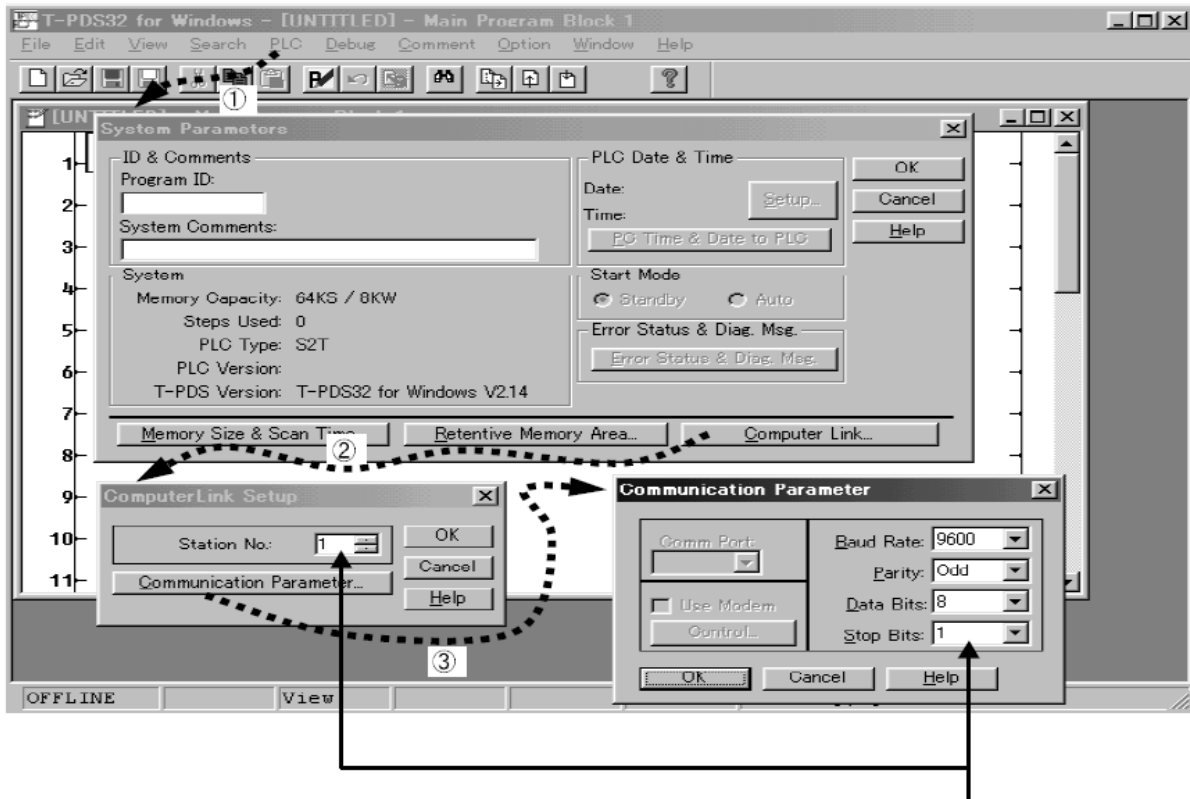 T-PDS32 for Windows - [UNTITLED] - Main Program Block 1
File Edit View Search PLC Debug Comment Option Window Help
①
System Parameters
ID & Comments
Program ID:
System Comments:
System
Memory Capacity: 64KS / 8KW
Steps Used: 0
PLC Type: S2T
PLC Version:
T-PDS Version: T-PDS32 for Windows V2.14
PLC Date & Time
Date:
Time:
Setup...
PC Time & Date to PLC
Start Mode
Standby Auto
Error Status & Diag. Msg.
Error Status & Diag. Msg.
OK
Cancel
Help
Memory Size & Scan Time
Retentive Memory Area...
Computer Link...
②
1
2
3
4
5
6
7
8
9
10
11
ComputerLink Setup
Station No.: 1
Communication Parameter...
OK
Cancel
Help
③
Communication Parameter
Comm Port:
Use Modem
Control...
Baud Rate: 9600
Parity: Odd
Data Bits: 8
Stop Bits: 1
OK Cancel Help
OFFLINE View